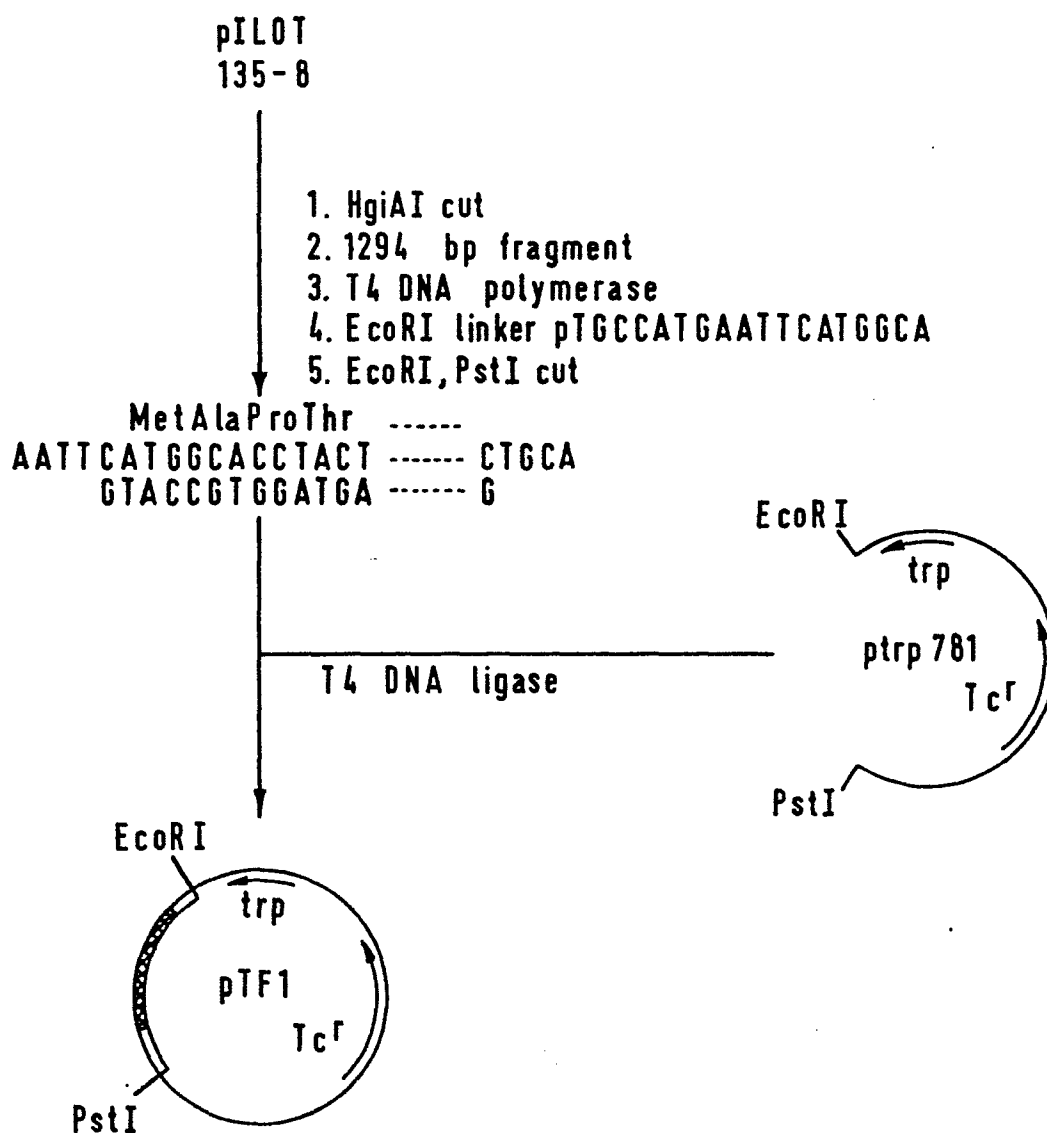 pILOT
135-8
1. HgiAI cut
2. 1294 bp fragment
3. T4 DNA polymerase
4. EcoRI linker pTGCCATGAATTCATGGCA
5. EcoRI, PstI cut
MetAlaProThr ------
AATTCATGGCACCTACT ------- CTGCA
GTACCGTGGATGA ------- G
EcoRI
trp
ptrp 781
Tcr
PstI
T4 DNA ligase
EcoRI
trp
pTF1
Tcr
PstI